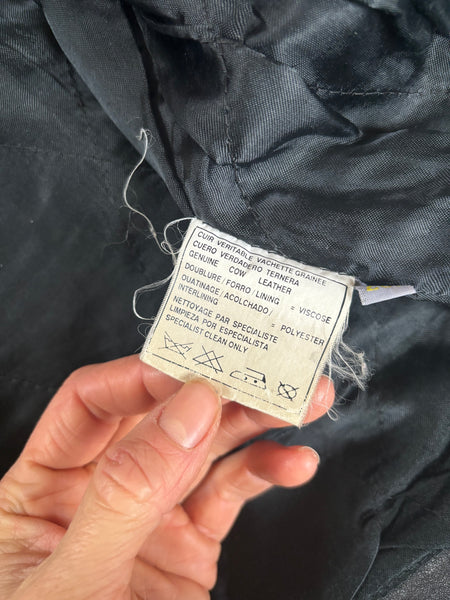 CUIR VERITABLE VACHETTE GRAINEE
CUERO VERDADERO TERNERA
GENUINE COW LEATHER
DOUBLURE/FORRO/LINING = VISCOSE
OUATINAGE/ACOLCHADO/
INTERLINING = POLYESTER
NETTOYAGE PAR SPECIALISTE
LIMPIEZA POR ESPECIALISTA
SPECIALIST CLEAN ONLY